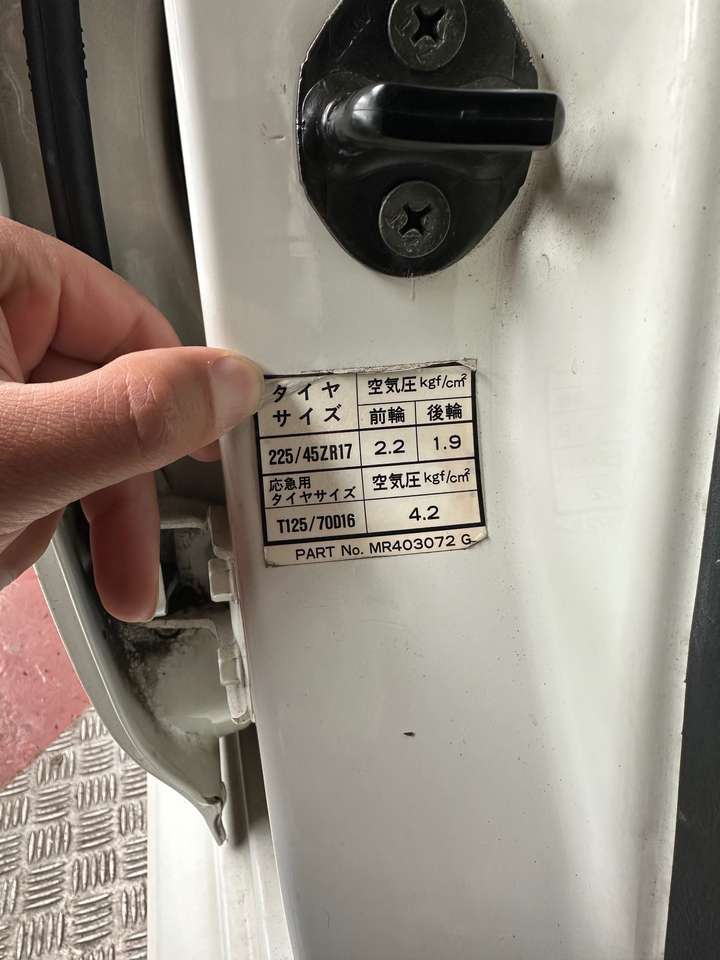 タイヤ 空気圧 kgf/cm²
サイズ 前輪 後輪
225/45ZR17 2.2 1.9
応急用 空気圧 kgf/cm²
タイヤサイズ
T125/70D16 4.2
PART No. MR403072 G